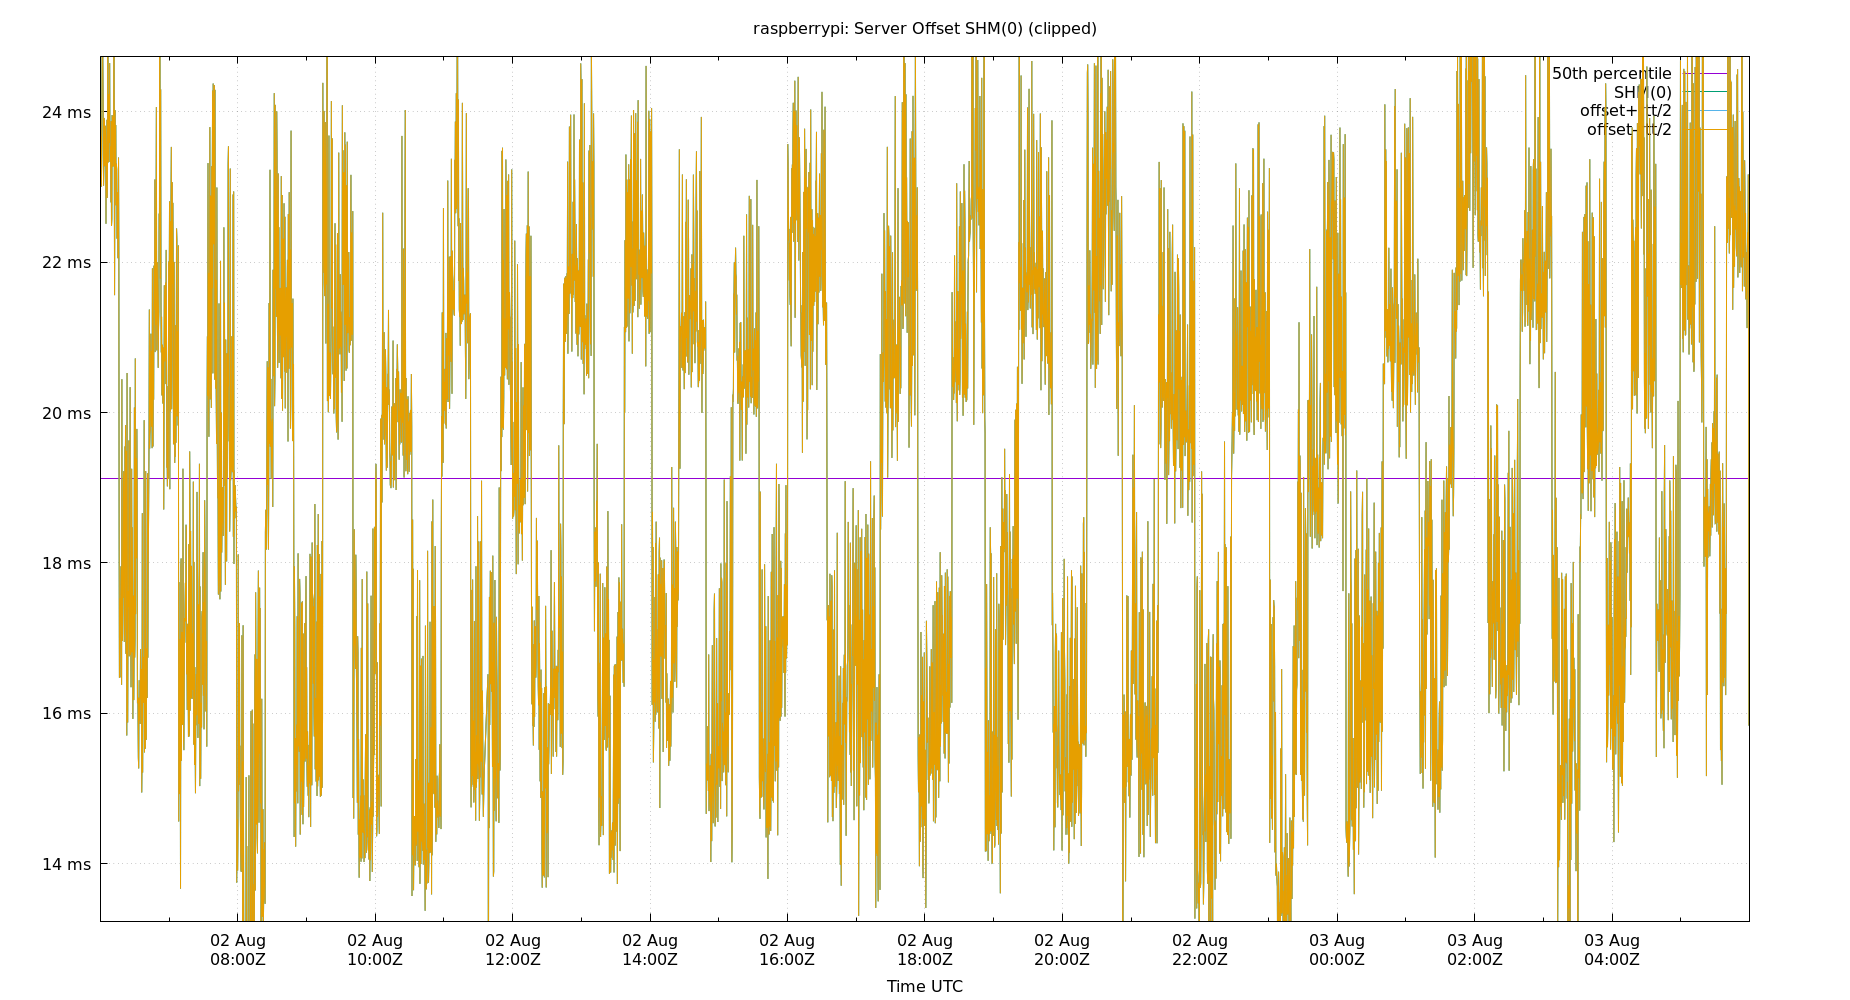 raspberrypi: Server Offset SHM(0) (clipped)
50th percentile
SHM(0)
offset+rtt/2
offset-rtt/2
24 ms
22 ms
20 ms
18 ms
16 ms
14 ms
02 Aug 02 Aug 02 Aug 02 Aug 02 Aug 02 Aug 02 Aug 02 Aug 03 Aug 03 Aug 03 Aug
08:00Z 10:00Z 12:00Z 14:00Z 16:00Z 18:00Z 20:00Z 22:00Z 00:00Z 02:00Z 04:00Z
Time UTC